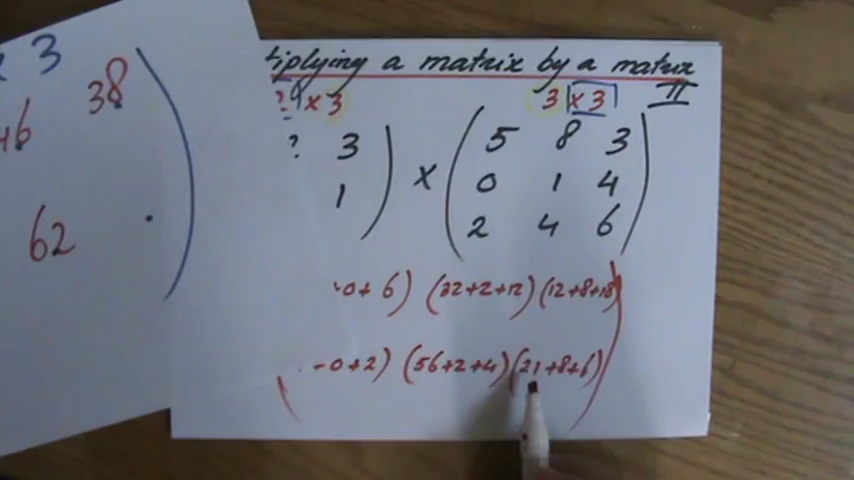 x 3
46 38
62 .
tiplying a matrix by a matrix
II
? x 3 3 x 3
? 3 ) x ( 5 8 3
1 0 1 4
2 4 6 )
0+ 6) (32+2+12) (12+8+18)
-0+2) (56+2+4) (21+8+6)